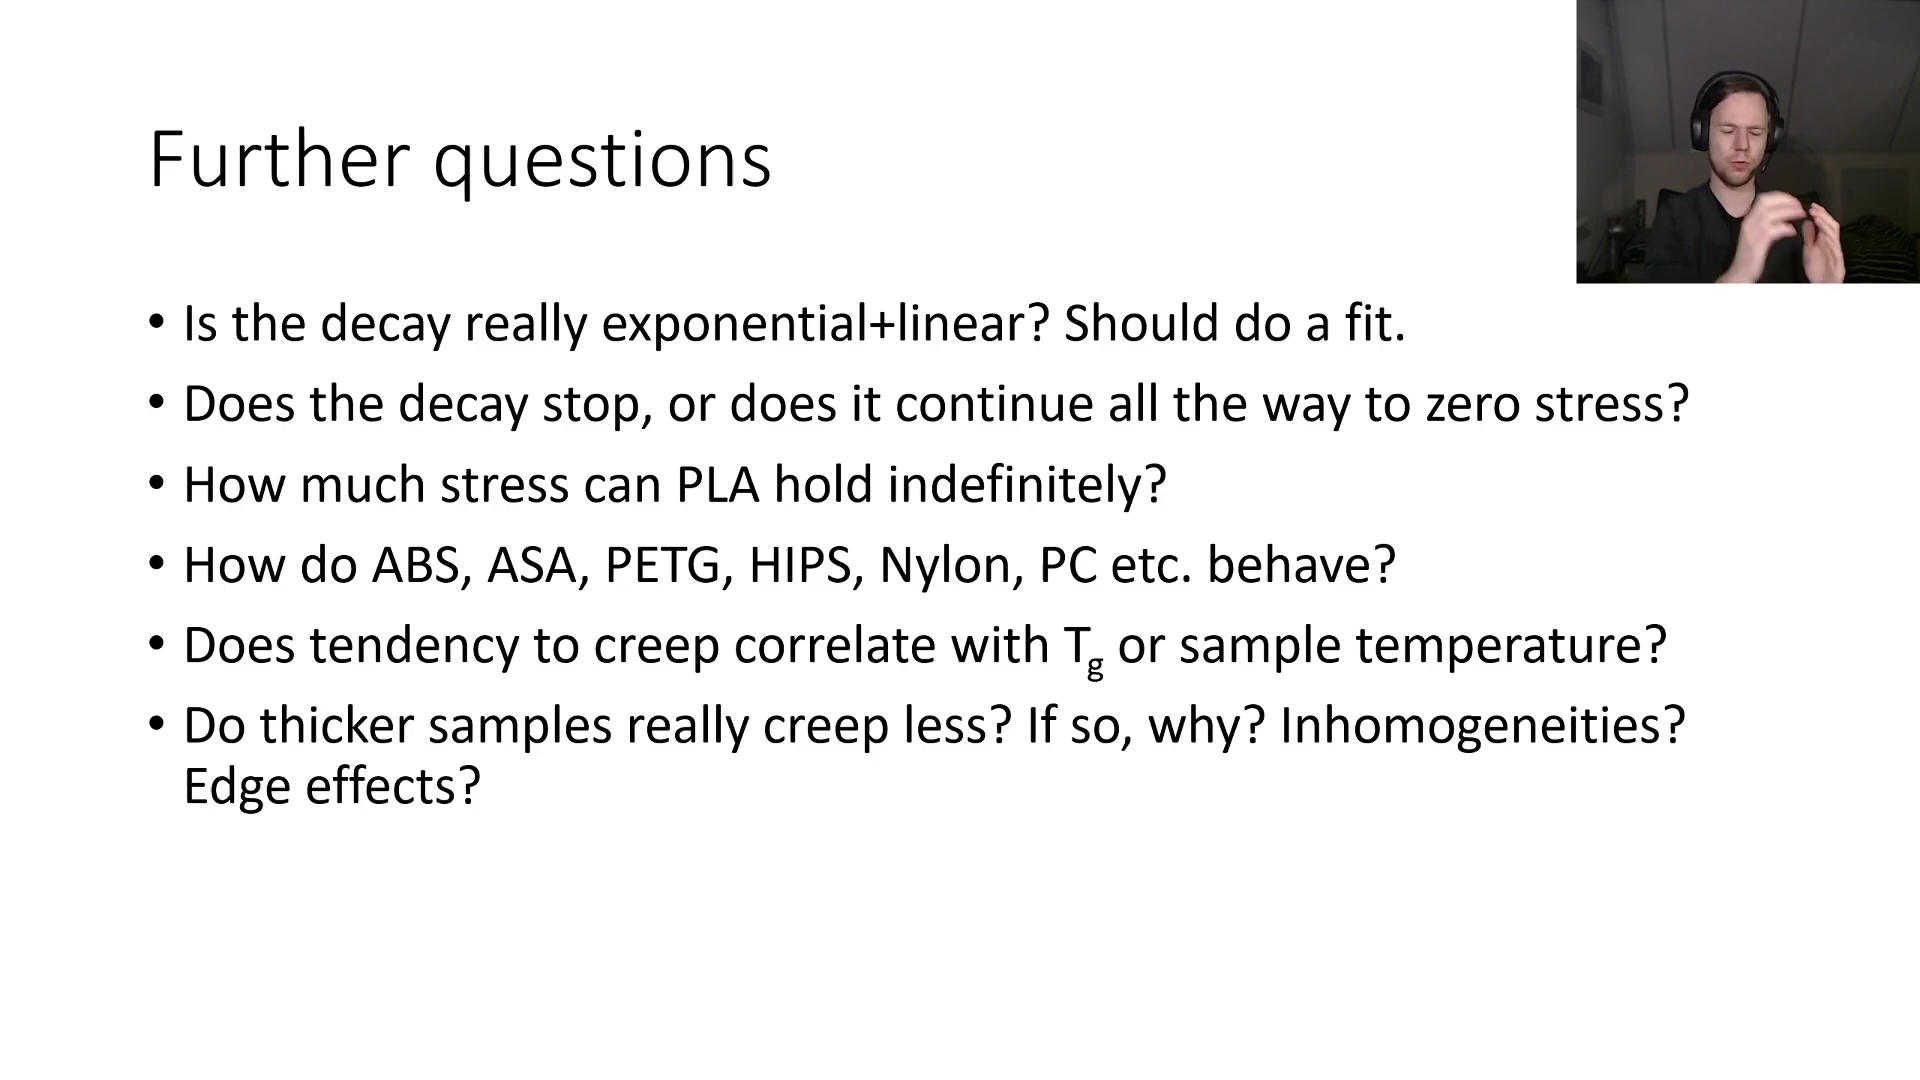 Further questions
• Is the decay really exponential+linear? Should do a fit.
• Does the decay stop, or does it continue all the way to zero stress?
• How much stress can PLA hold indefinitely?
• How do ABS, ASA, PETG, HIPS, Nylon, PC etc. behave?
• Does tendency to creep correlate with Tg or sample temperature?
• Do thicker samples really creep less? If so, why? Inhomogeneities?
Edge effects?